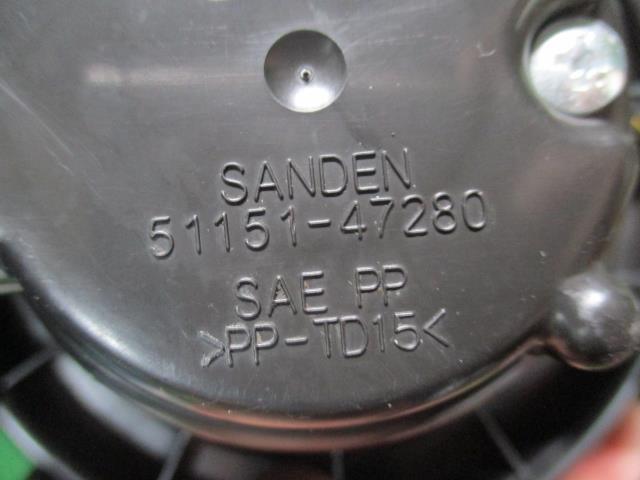 SANDEN
51151-47280
SAE PP
>PP-TD15<